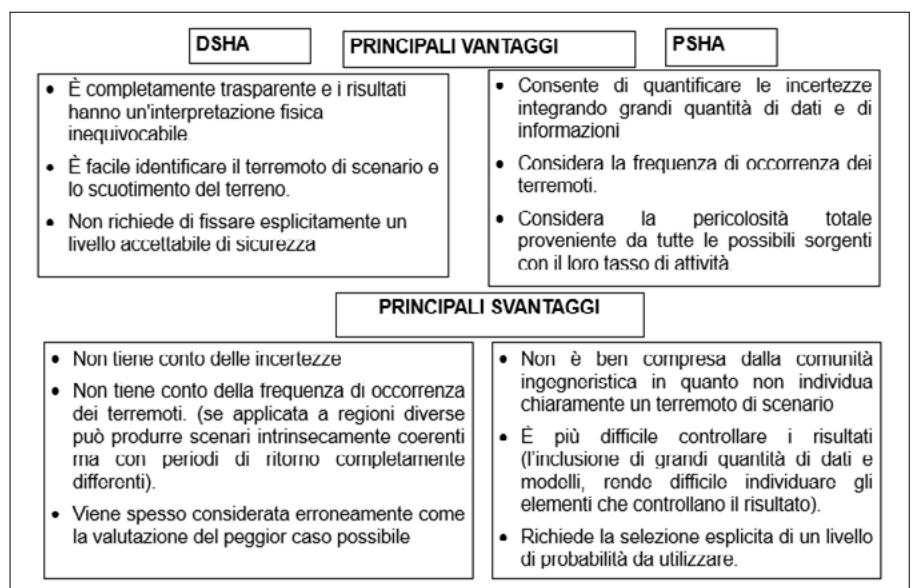 DSHA
PRINCIPALI VANTAGGI
PSHA
• È completamente trasparente e i risultati
hanno un'interpretazione fisica
inequivocabile.
• È facile identificare il terremoto di scenario e
lo scuotimento del terreno.
• Non richiede di fissare esplicitamente un
livello accettabile di sicurezza
• Consente di quantificare le incertezze
integrando grandi quantità di dati e di
informazioni
• Considera la frequenza di occorrenza dei
terremoti.
• Considera la pericolosità totale
proveniente da tutte le possibili sorgenti
con il loro tasso di attività.
PRINCIPALI SVANTAGGI
• Non tiene conto delle incertezze
• Non tiene conto della frequenza di occorrenza
dei terremoti. (se applicata a regioni diverse
può produrre scenari intrinsecamente coerenti
ma con periodi di ritorno completamente
differenti).
• Viene spesso considerata erroneamente come
la valutazione del peggior caso possibile
• Non è ben compresa dalla comunità
ingegneristica in quanto non individua
chiaramente un terremoto di scenario
• È più difficile controllare i risultati
(l'inclusione di grandi quantità di dati e
modelli, rende difficile individuare gli
elementi che controllano il risultato).
• Richiede la selezione esplicita di un livello
di probabilità da utilizzare.